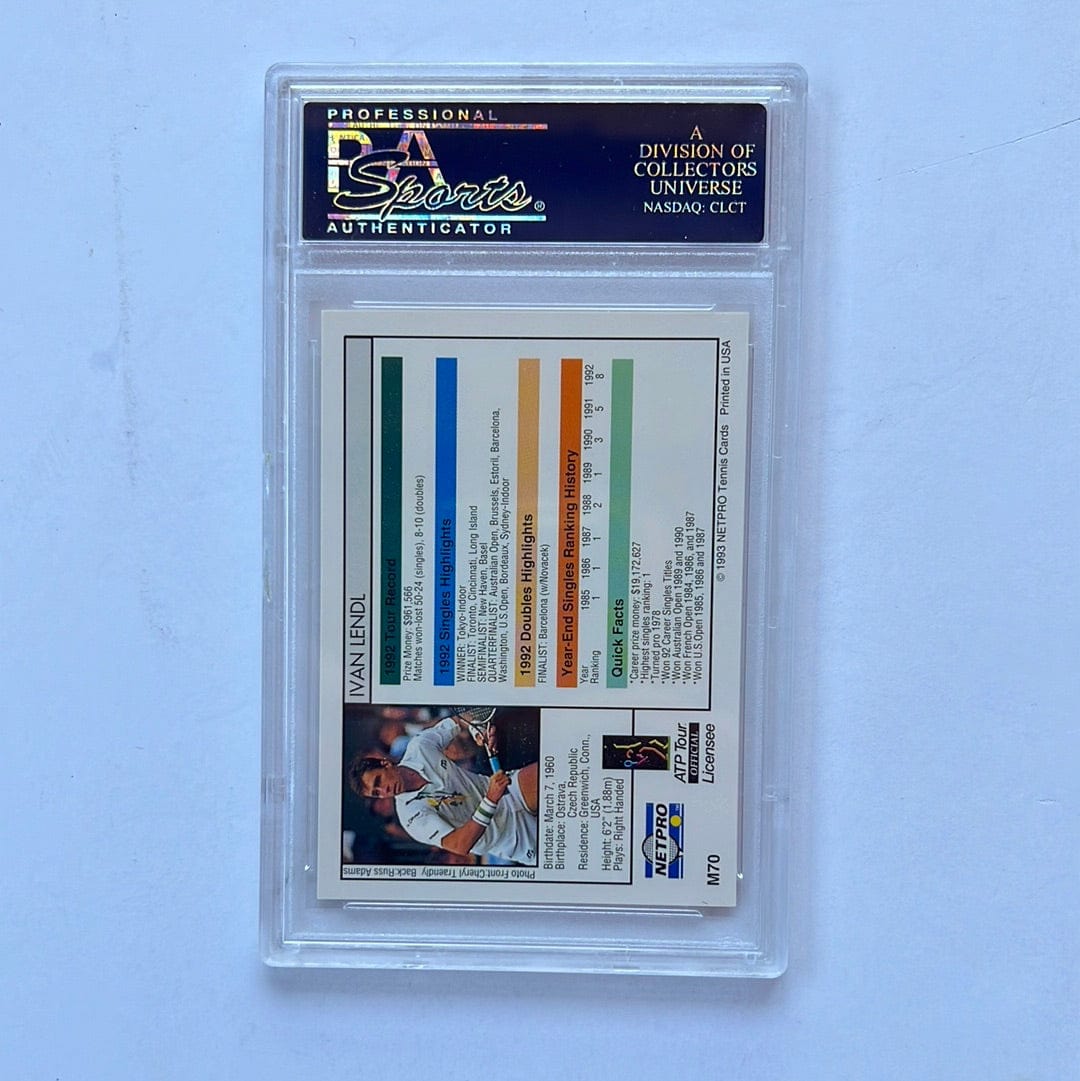 PROFESSIONAL
PSA
Sports®
AUTHENTICATOR
A
DIVISION OF
COLLECTORS
UNIVERSE
NASDAQ: CLCT
IVAN LENDL
1992 Tour Record
Prize Money: $961,566
Matches won-lost 50-24 (singles), 8-10 (doubles)
1992 Singles Highlights
WINNER: Tokyo-Indoor
FINALIST: Toronto, Cincinnati, Long Island
SEMIFINALIST: New Haven, Basel
QUARTERFINALIST: Australian Open, Brussels, Estoril, Barcelona,
Washington, U.S.Open, Bordeaux, Sydney-Indoor
1992 Doubles Highlights
FINALIST: Barcelona (w/Novacek)
Year-End Singles Ranking History
Year 1985 1986 1987 1988 1989 1990 1991 1992
Ranking 1 1 1 2 1 3 5 8
Quick Facts
*Career prize money: $19,172,627
*Highest singles ranking: 1
*Turned pro 1978
*Won 92 Career Singles Titles
*Won Australian Open 1989 and 1990
*Won French Open 1984, 1986, and 1987
*Won U.S.Open 1985, 1986 and 1987
© 1993 NETPRO Tennis Cards Printed in USA
Photo Front:Cheryl Traendly Back:Russ Adams
Birthdate: March 7, 1960
Birthplace: Ostrava,
Czech Republic
Residence: Greenwich, Conn.,
USA
Height: 6'2" (1.88m)
Plays: Right Handed
NETPRO
ATP Tour
OFFICIAL
Licensee
M70